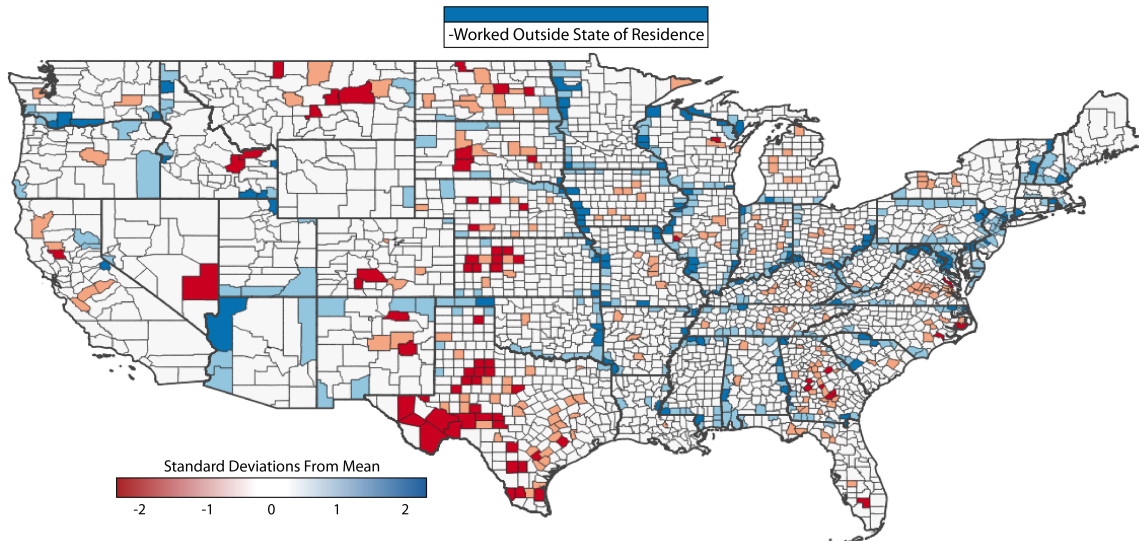 -Worked Outside State of Residence
Standard Deviations From Mean
-2 -1 0 1 2